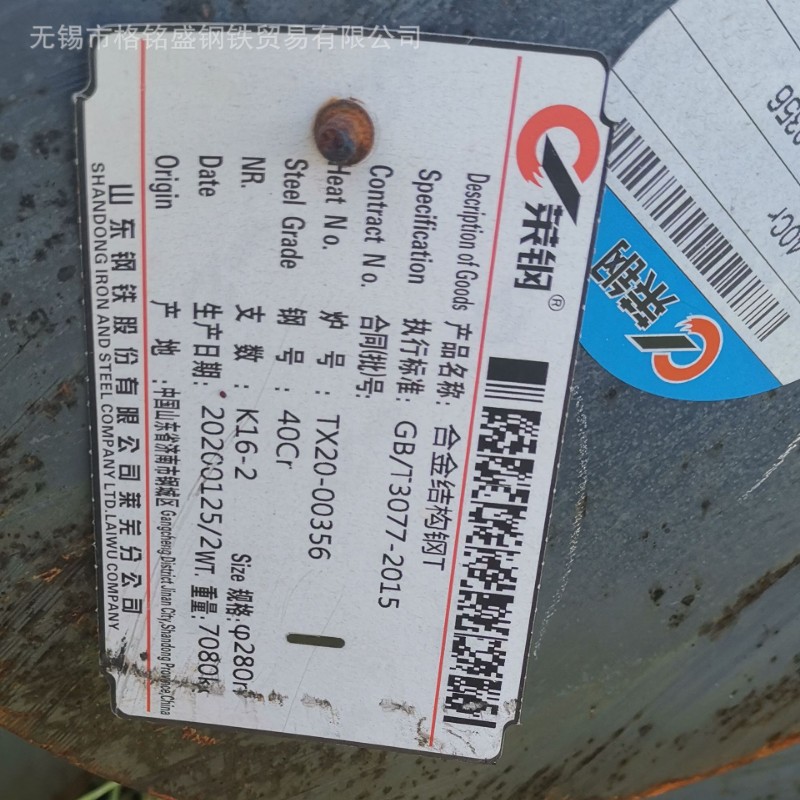 无锡市格铭盛钢铁贸易有限公司
莱钢®
Description of Goods 产品名称: 合金结构钢T
Specification 执行标准: GB/T3077-2015
Contract No. 合同批号:
Heat No. 炉号: TX20-00356
Steel Grade 钢号: 40Cr
NR. 支数: K16-2 Size 规格: φ280
Date 生产日期: 20200125/2 WT. 重量: 7080k
Origin 产地: 中国山东省济南市钢城区 Gangcheng District Jinan City, Shandong Province, China
山东钢铁股份有限公司莱芜分公司
SHANDONG IRON AND STEEL COMPANY LTD. LAIWU COMPANY
莱钢
40Cr
0356